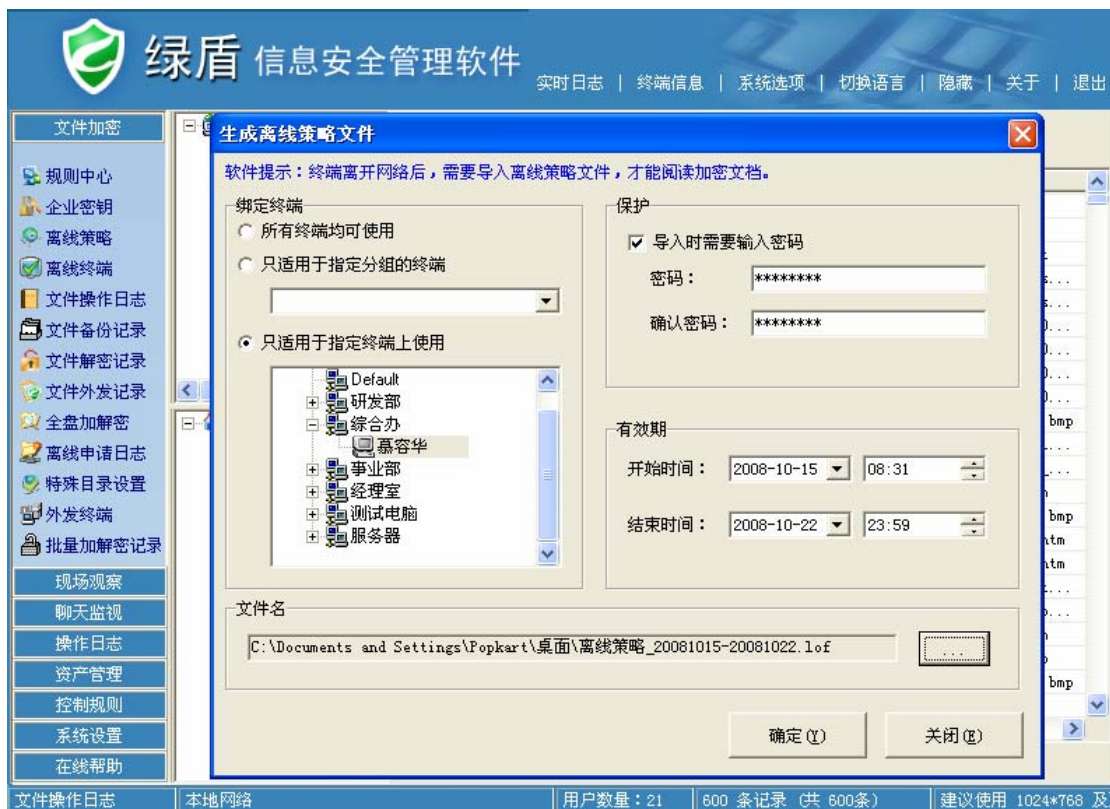 绿盾 信息安全管理软件
实时日志 | 终端信息 | 系统选项 | 切换语言 | 隐藏 | 关于 | 退出
文件加密
规则中心
企业密钥
离线策略
离线终端
文件操作日志
文件备份记录
文件解密记录
文件外发记录
全盘加解密
离线申请日志
特殊目录设置
外发终端
批量加解密记录
现场观察
聊天监视
操作日志
资产管理
控制规则
系统设置
在线帮助
生成离线策略文件
软件提示：终端离开网络后，需要导入离线策略文件，才能阅读加密文档。
绑定终端
所有终端均可使用
只适用于指定分组的终端
只适用于指定终端上使用
Default
研发部
综合办
慕容华
事业部
经理室
测试电脑
服务器
保护
导入时需要输入密码
密码： ********
确认密码： ********
有效期
开始时间： 2008-10-15 08:31
结束时间： 2008-10-22 23:59
文件名
C:\Documents and Settings\Popkart\桌面\离线策略_20081015-20081022.lof
...
确定(Y) 关闭(E)
bmp
bmp
htm
htm
bmp
文件操作日志 本地网络 用户数量：21 600 条记录 (共 600条) 建议使用 1024*768 及